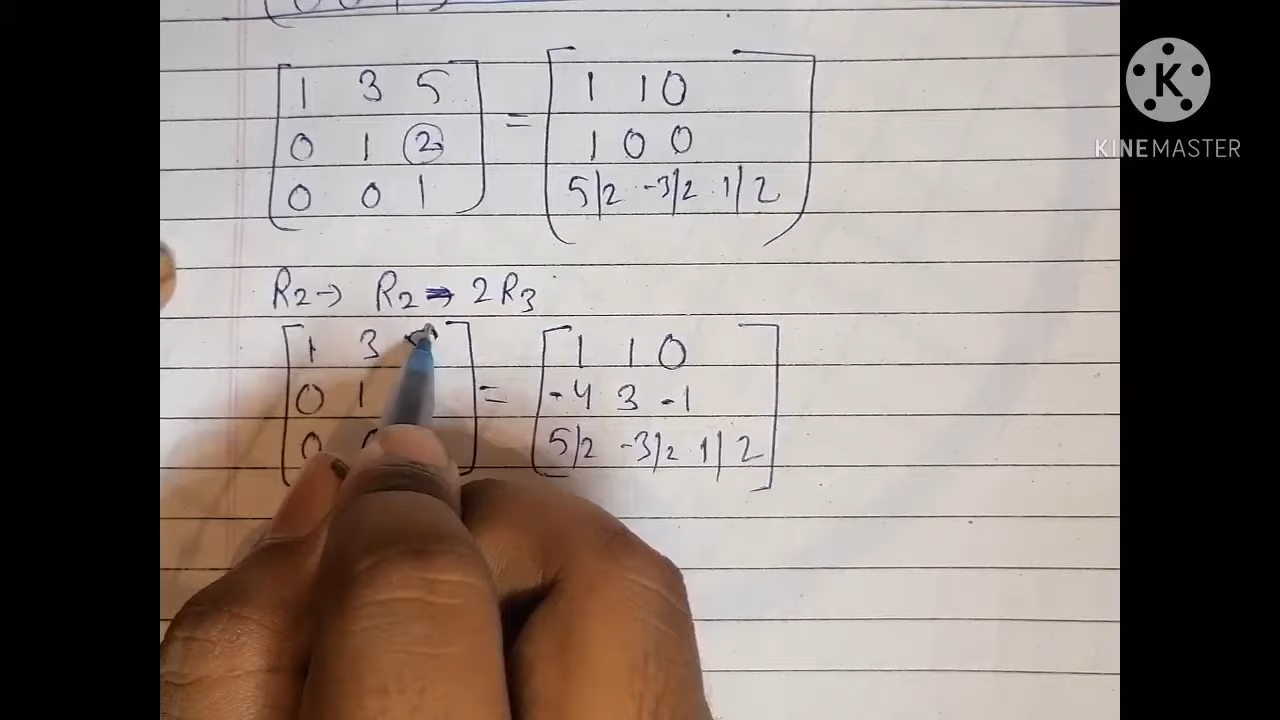 1 3 5 1 1 0
0 1 2 = 1 0 0
0 0 1 5/2 -3/2 1/2
R2 → R2 - 2R3
1 3 1 1 0
0 1 = -4 3 -1
0 5/2 -3/2 1/2
K
KINEMASTER